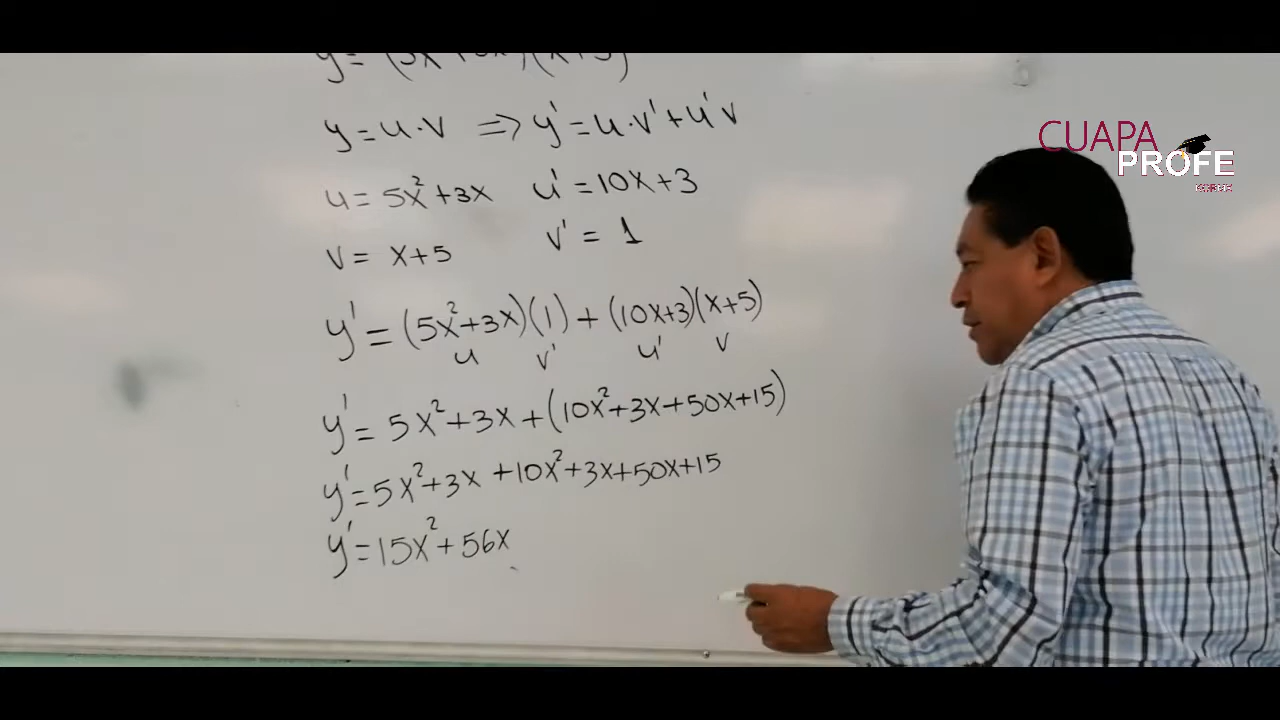 y = u·v ⇒ y' = u·v' + u'v
u = 5x² + 3x u' = 10x + 3
v = x + 5 v' = 1
y' = (5x² + 3x)(1) + (10x + 3)(x + 5)
u v' u' v
y' = 5x² + 3x + (10x² + 3x + 50x + 15)
y' = 5x² + 3x + 10x² + 3x + 50x + 15
y' = 15x² + 56x
CUAPA
PROFE